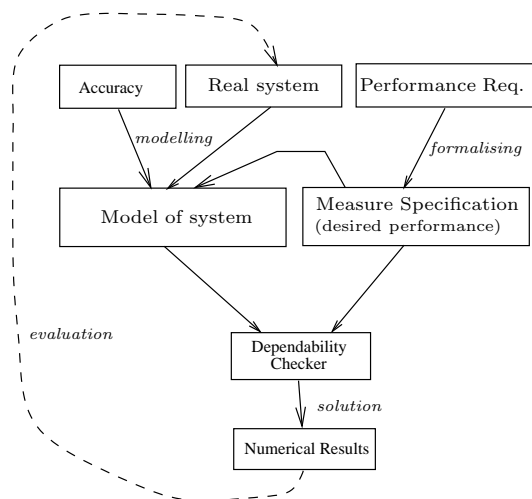 Real system
Performance Req.
Accuracy
modelling
formalising
Model of system
Measure Specification
(desired performance)
evaluation
Dependability
Checker
solution
Numerical Results